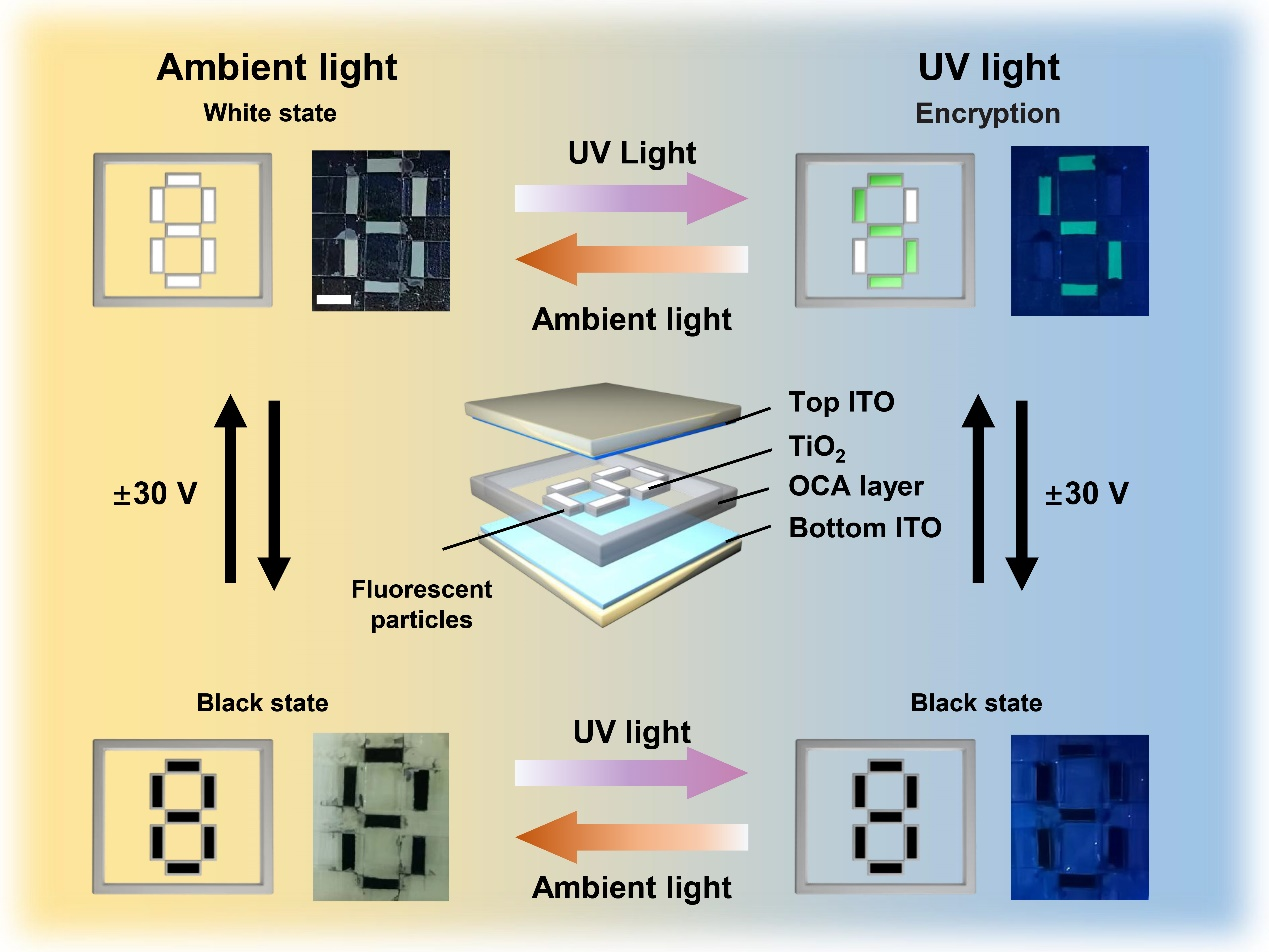 Ambient light
UV light
White state
Encryption
UV Light
Ambient light
Top ITO
TiO₂
OCA layer
Bottom ITO
±30 V
±30 V
Fluorescent
particles
Black state
Black state
UV light
Ambient light